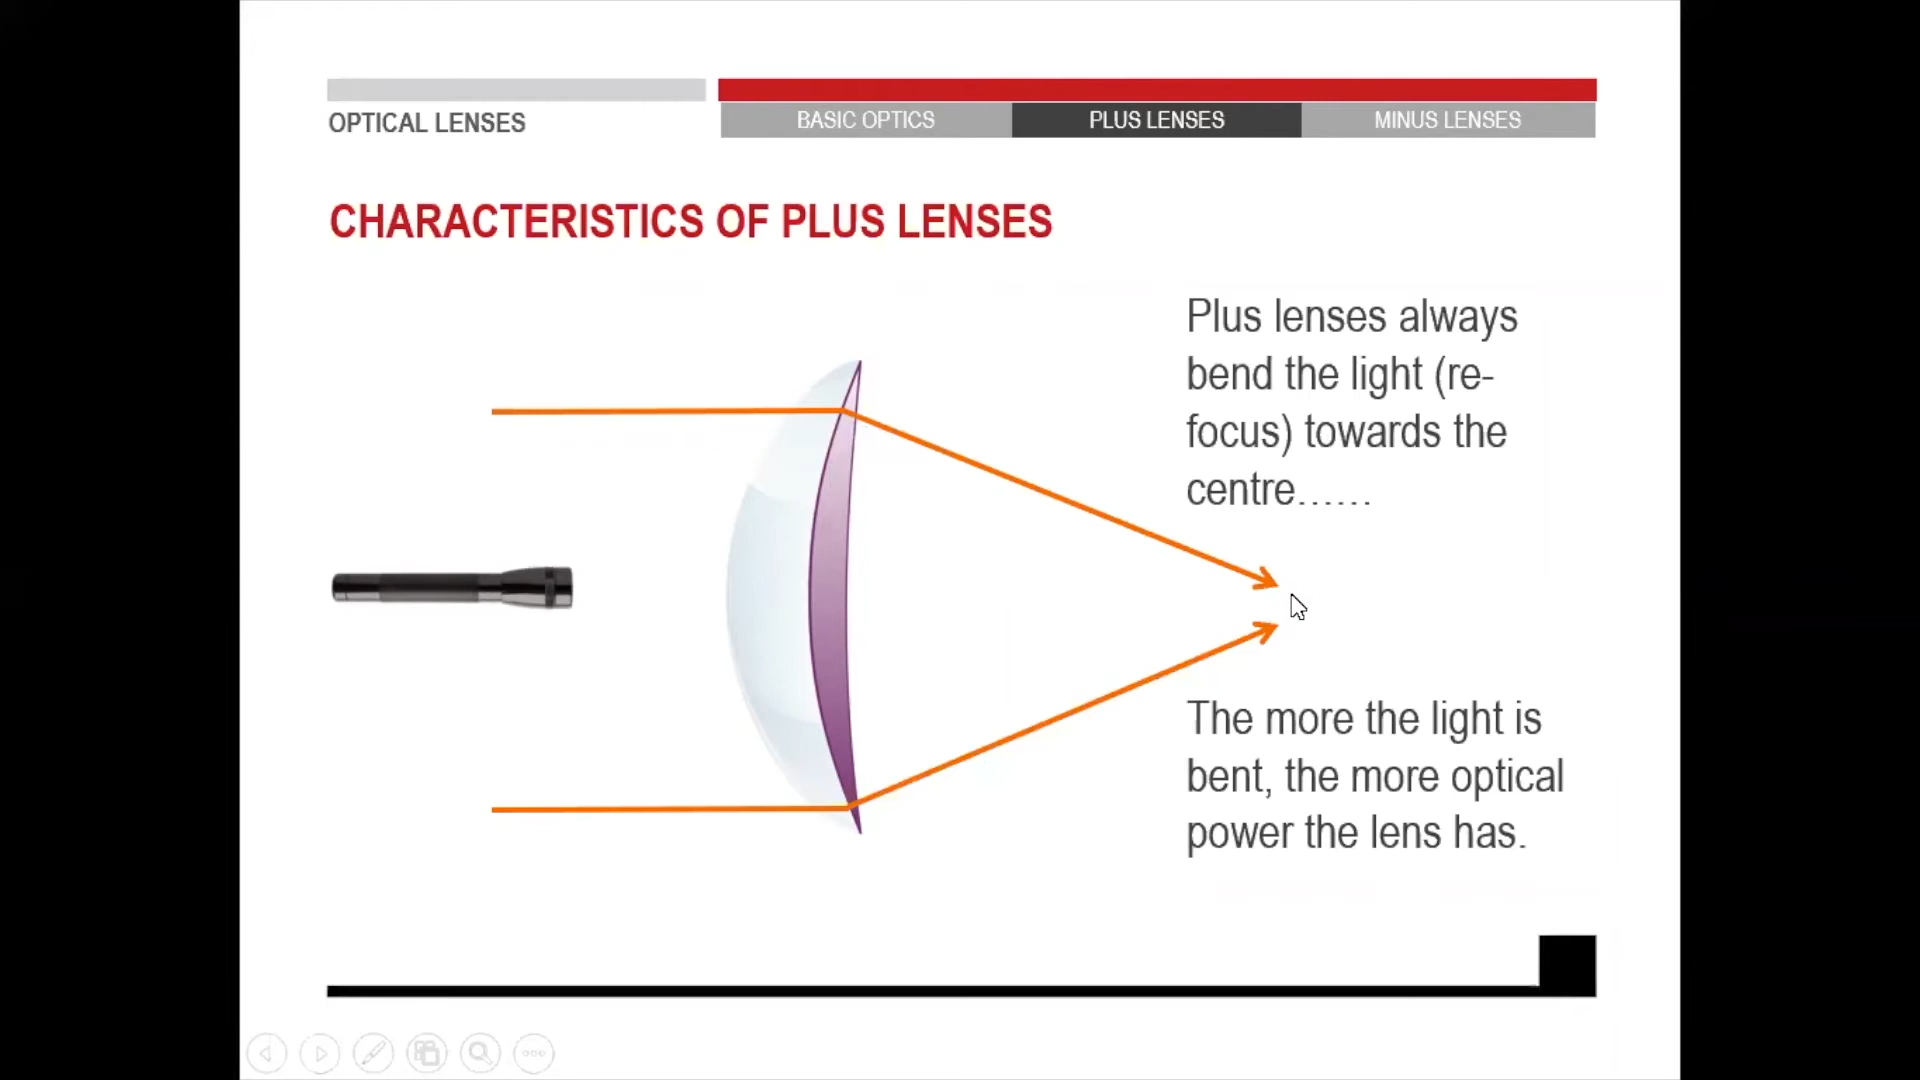 OPTICAL LENSES
BASIC OPTICS
PLUS LENSES
MINUS LENSES
CHARACTERISTICS OF PLUS LENSES
Plus lenses always
bend the light (re-
focus) towards the
centre……
The more the light is
bent, the more optical
power the lens has.